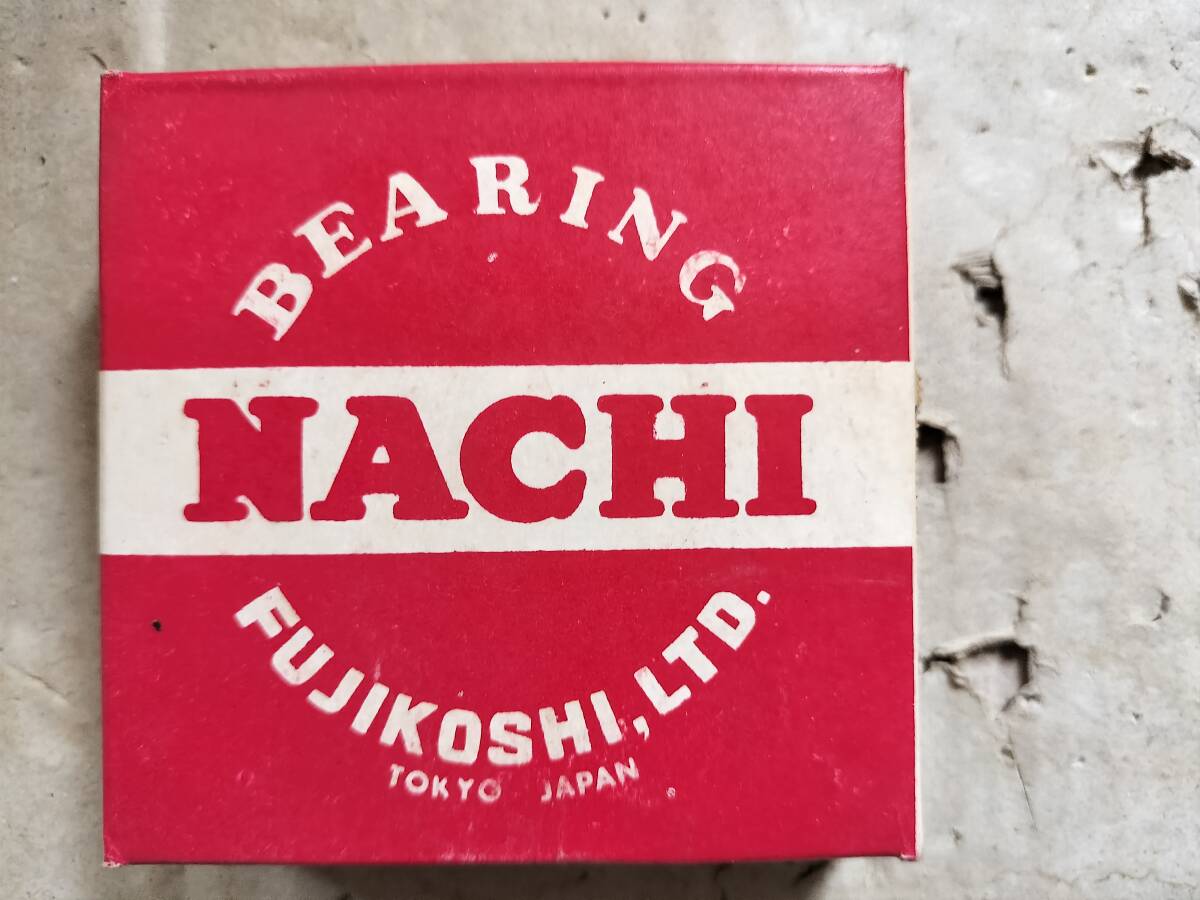 BEARING
NACHI
FUJIKOSHI, LTD.
TOKYO JAPAN